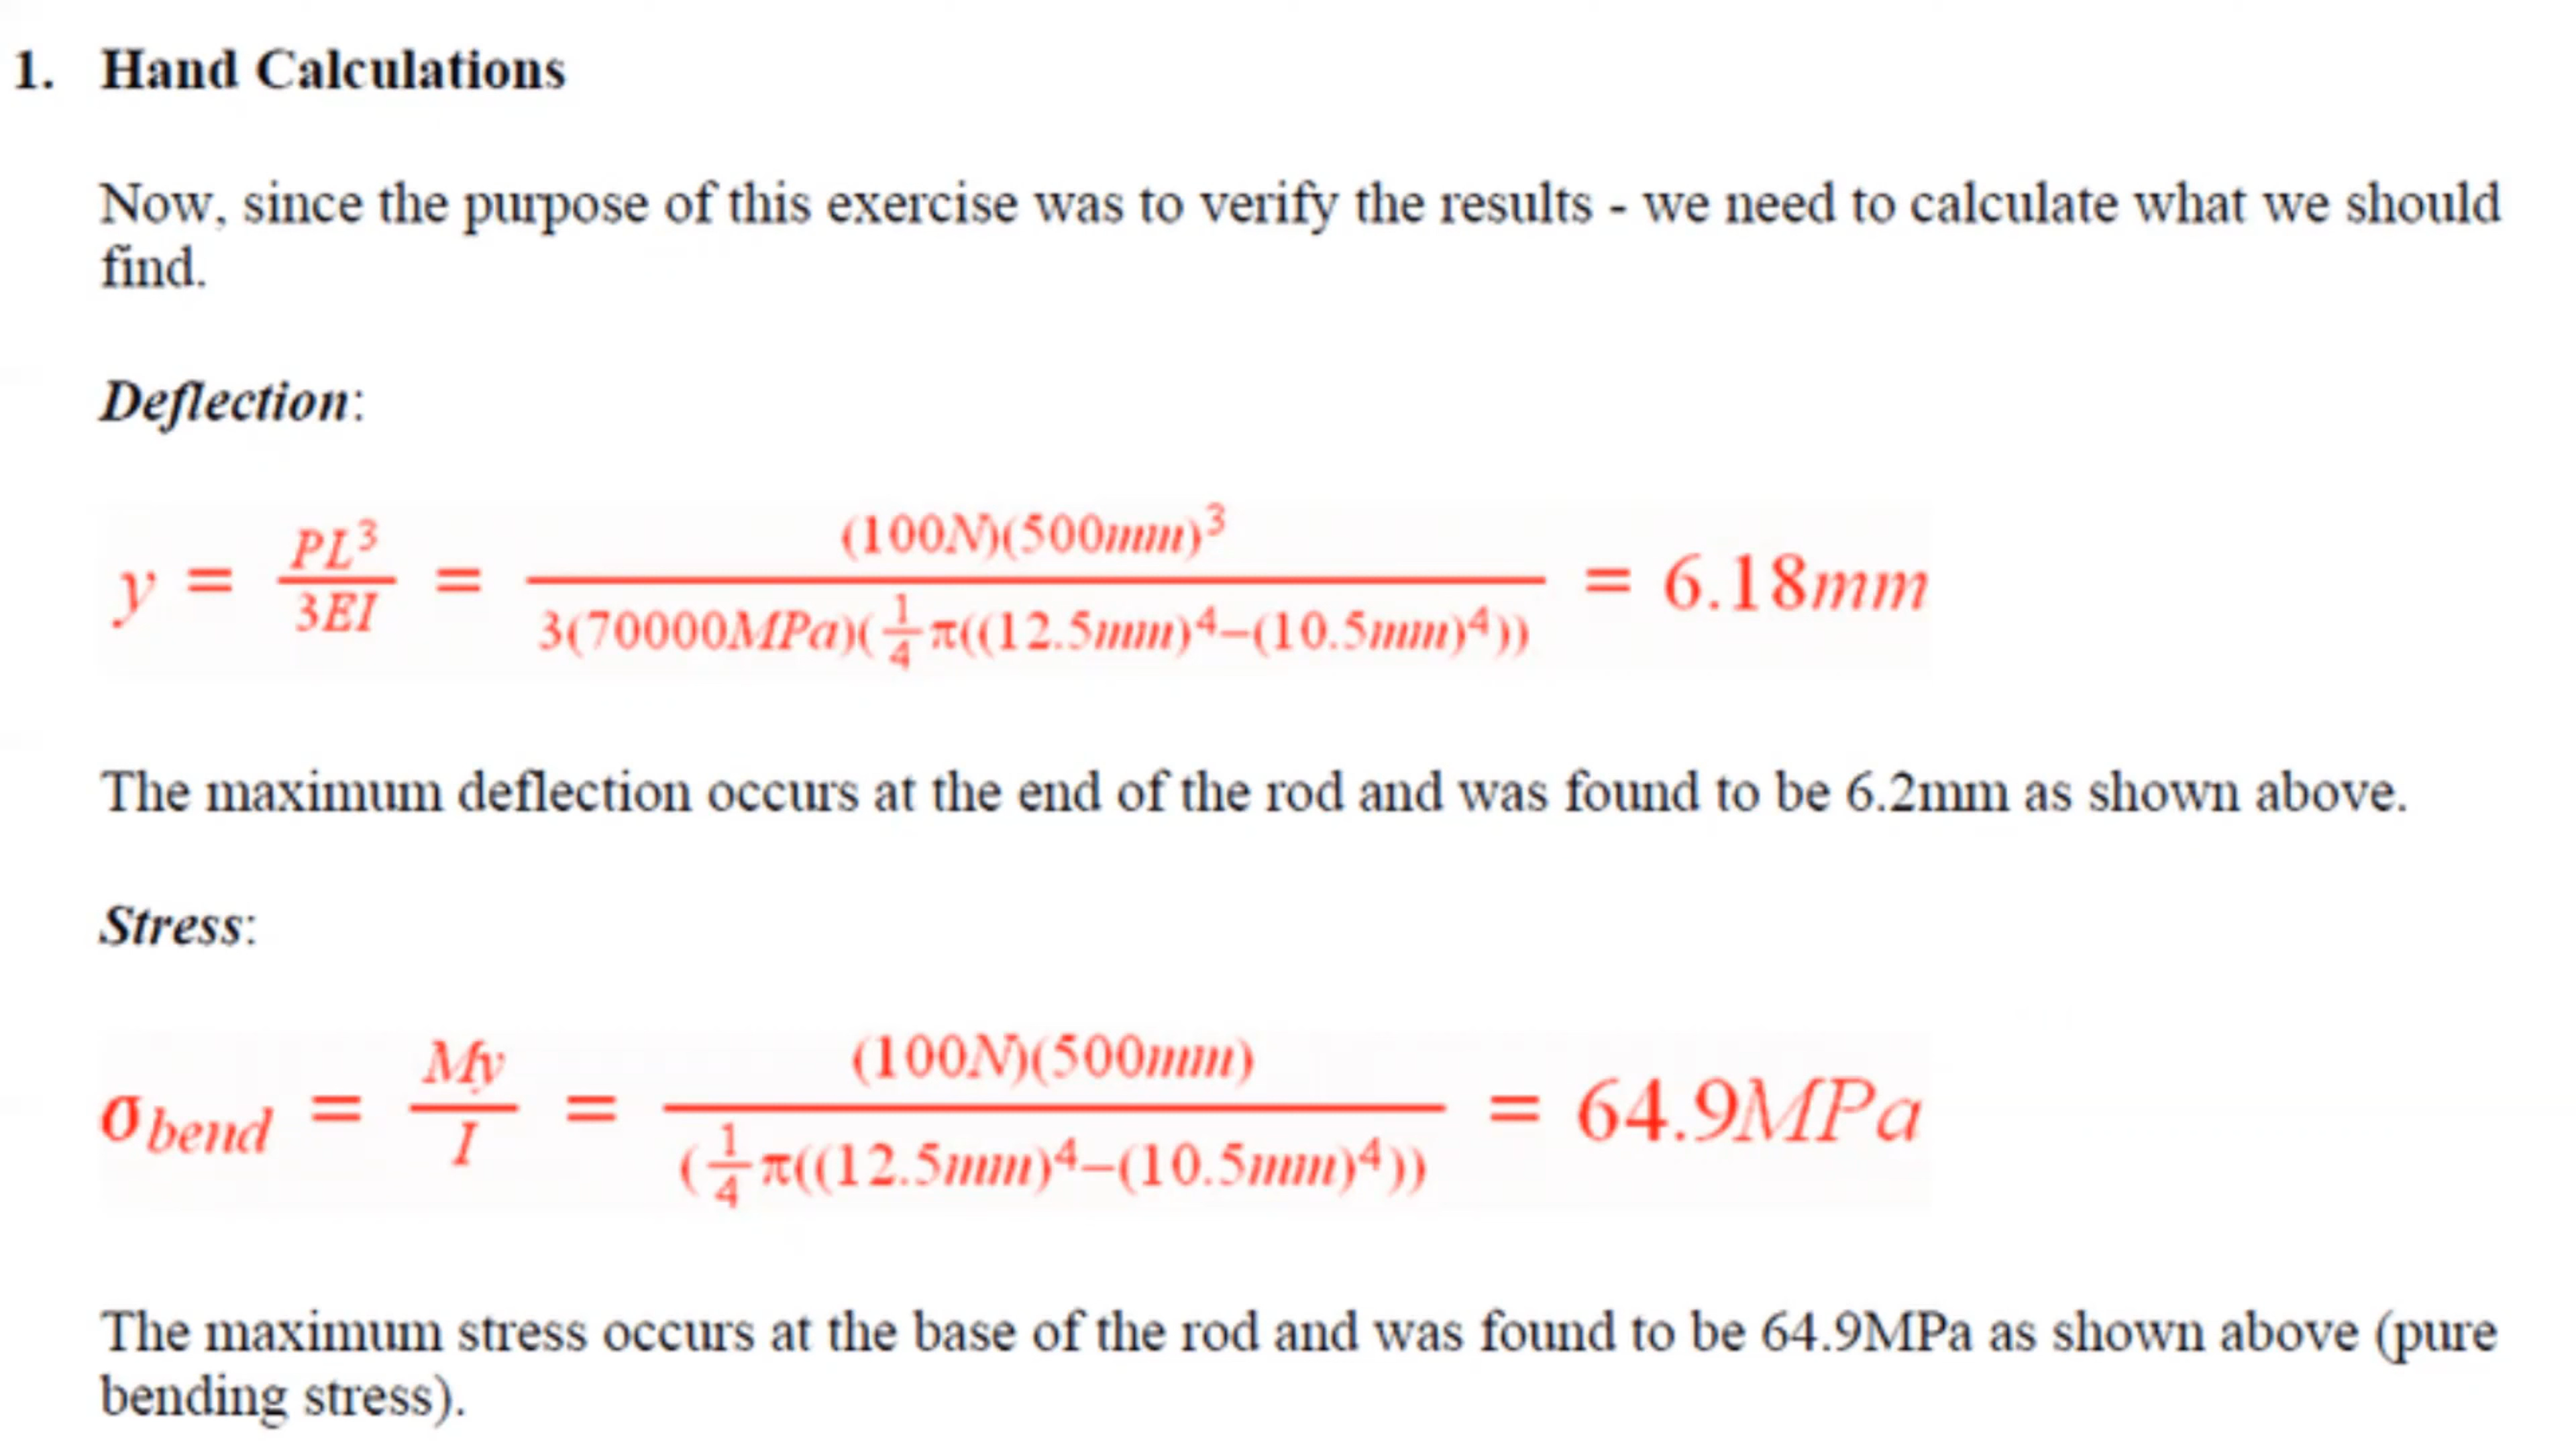 1. Hand Calculations
Now, since the purpose of this exercise was to verify the results - we need to calculate what we should
find.
Deflection:
y = PL³/3EI = (100N)(500mm)³ / 3(70000MPa)(¼π((12.5mm)⁴–(10.5mm)⁴)) = 6.18mm
The maximum deflection occurs at the end of the rod and was found to be 6.2mm as shown above.
Stress:
σbend = My/I = (100N)(500mm) / (¼π((12.5mm)⁴–(10.5mm)⁴)) = 64.9MPa
The maximum stress occurs at the base of the rod and was found to be 64.9MPa as shown above (pure
bending stress).